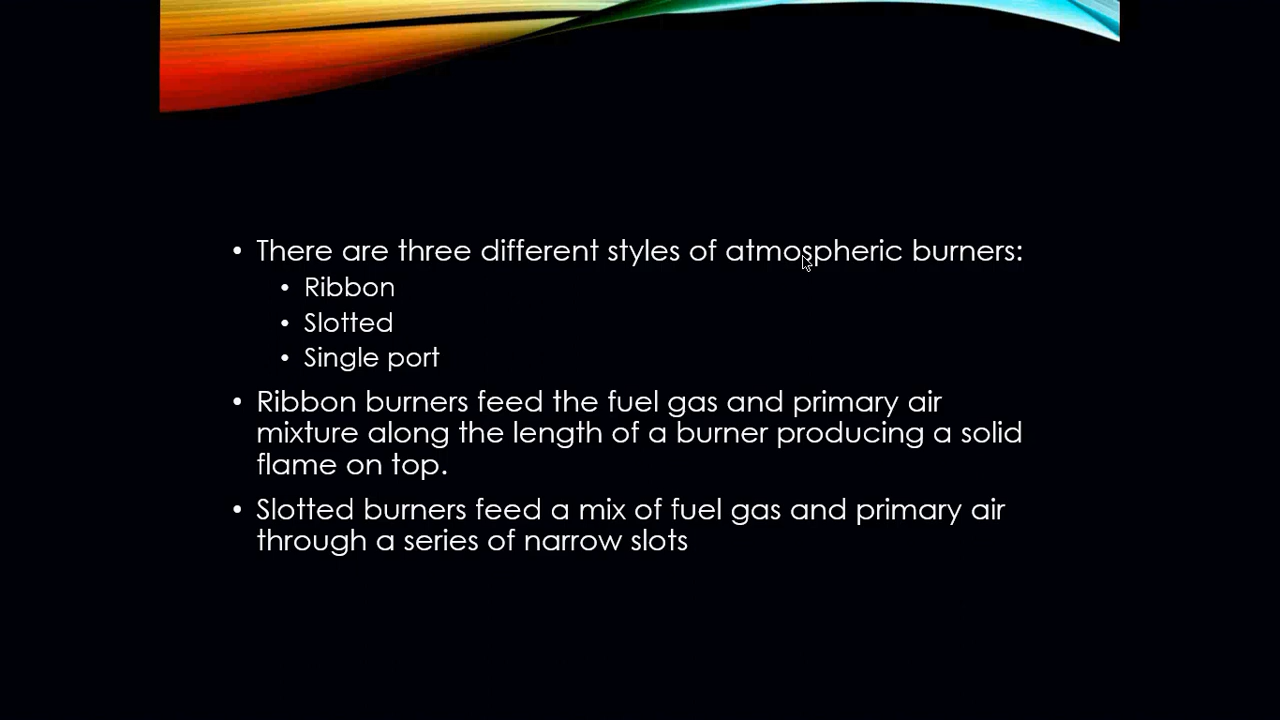 • There are three different styles of atmospheric burners:
• Ribbon
• Slotted
• Single port
• Ribbon burners feed the fuel gas and primary air
mixture along the length of a burner producing a solid
flame on top.
• Slotted burners feed a mix of fuel gas and primary air
through a series of narrow slots